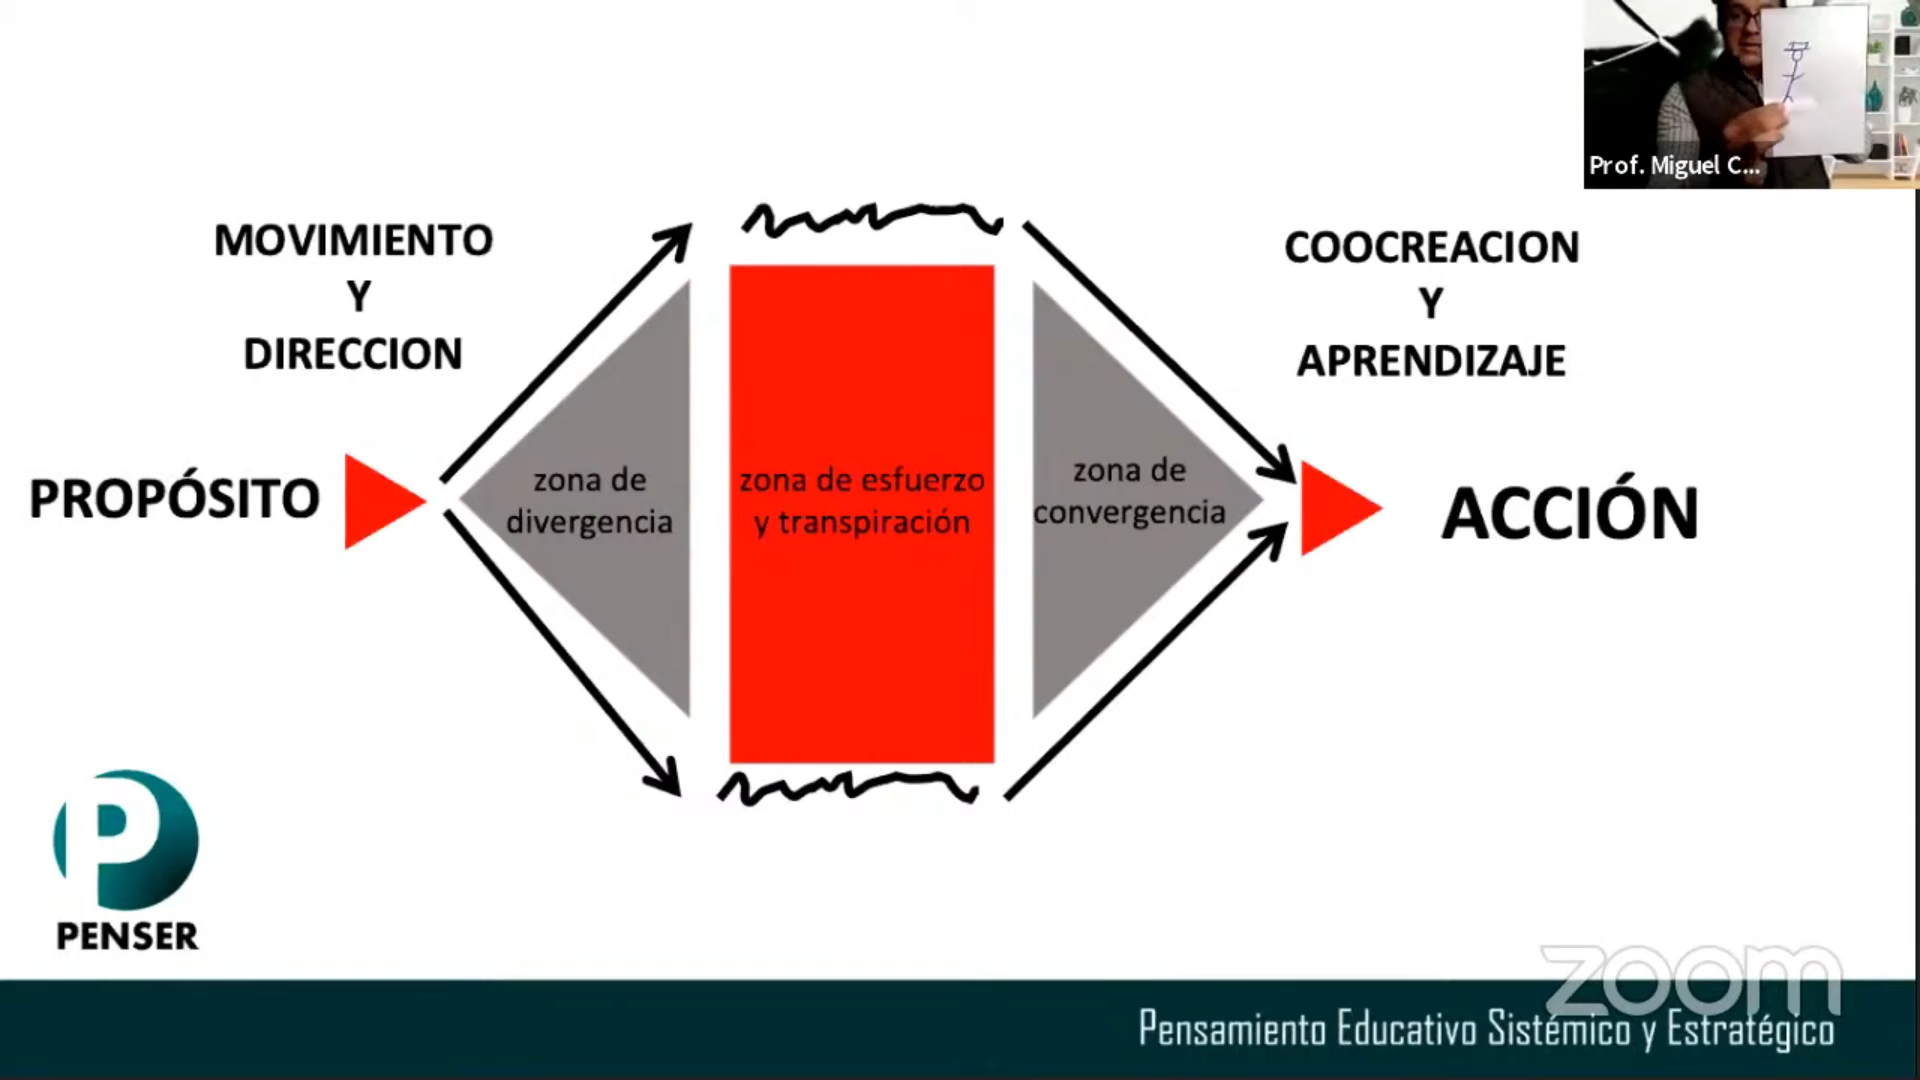 Prof. Miguel C...
MOVIMIENTO
Y
DIRECCION
COOCREACION
Y
APRENDIZAJE
PROPÓSITO
zona de
divergencia
zona de esfuerzo
y transpiración
zona de
convergencia
ACCIÓN
P
PENSER
zoom
Pensamiento Educativo Sistémico y Estratégico